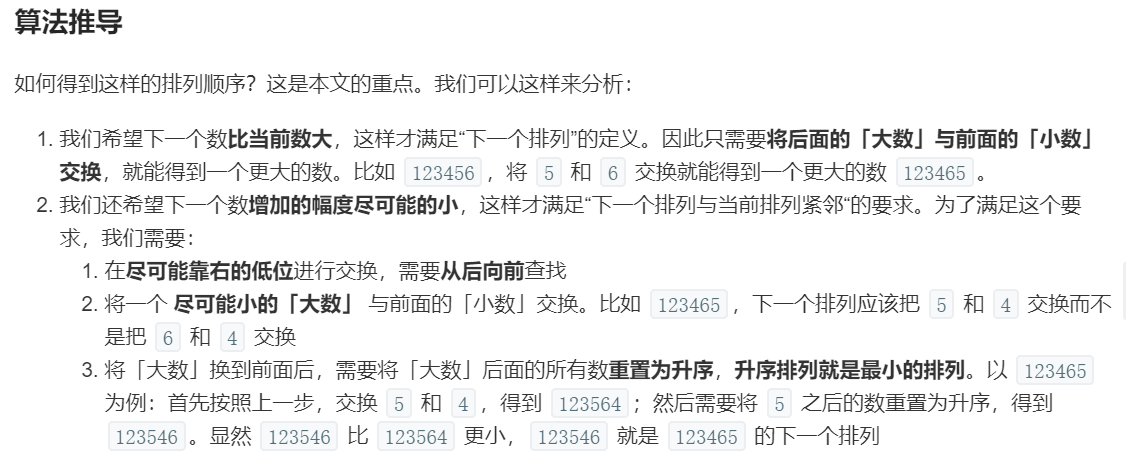 算法推导
如何得到这样的排列顺序？这是本文的重点。我们可以这样来分析：
1. 我们希望下一个数比当前数大，这样才满足“下一个排列”的定义。因此只需要将后面的「大数」与前面的「小数」
交换，就能得到一个更大的数。比如 123456，将 5 和 6 交换就能得到一个更大的数 123465。
2. 我们还希望下一个数增加的幅度尽可能的小，这样才满足“下一个排列与当前排列紧邻“的要求。为了满足这个要
求，我们需要：
1. 在尽可能靠右的低位进行交换，需要从后向前查找
2. 将一个 尽可能小的「大数」 与前面的「小数」交换。比如 123465，下一个排列应该把 5 和 4 交换而不
是把 6 和 4 交换
3. 将「大数」换到前面后，需要将「大数」后面的所有数重置为升序，升序排列就是最小的排列。以 123465
为例：首先按照上一步，交换 5 和 4，得到 123564；然后需要将 5 之后的数重置为升序，得到
123546。显然 123546 比 123564 更小，123546 就是 123465 的下一个排列